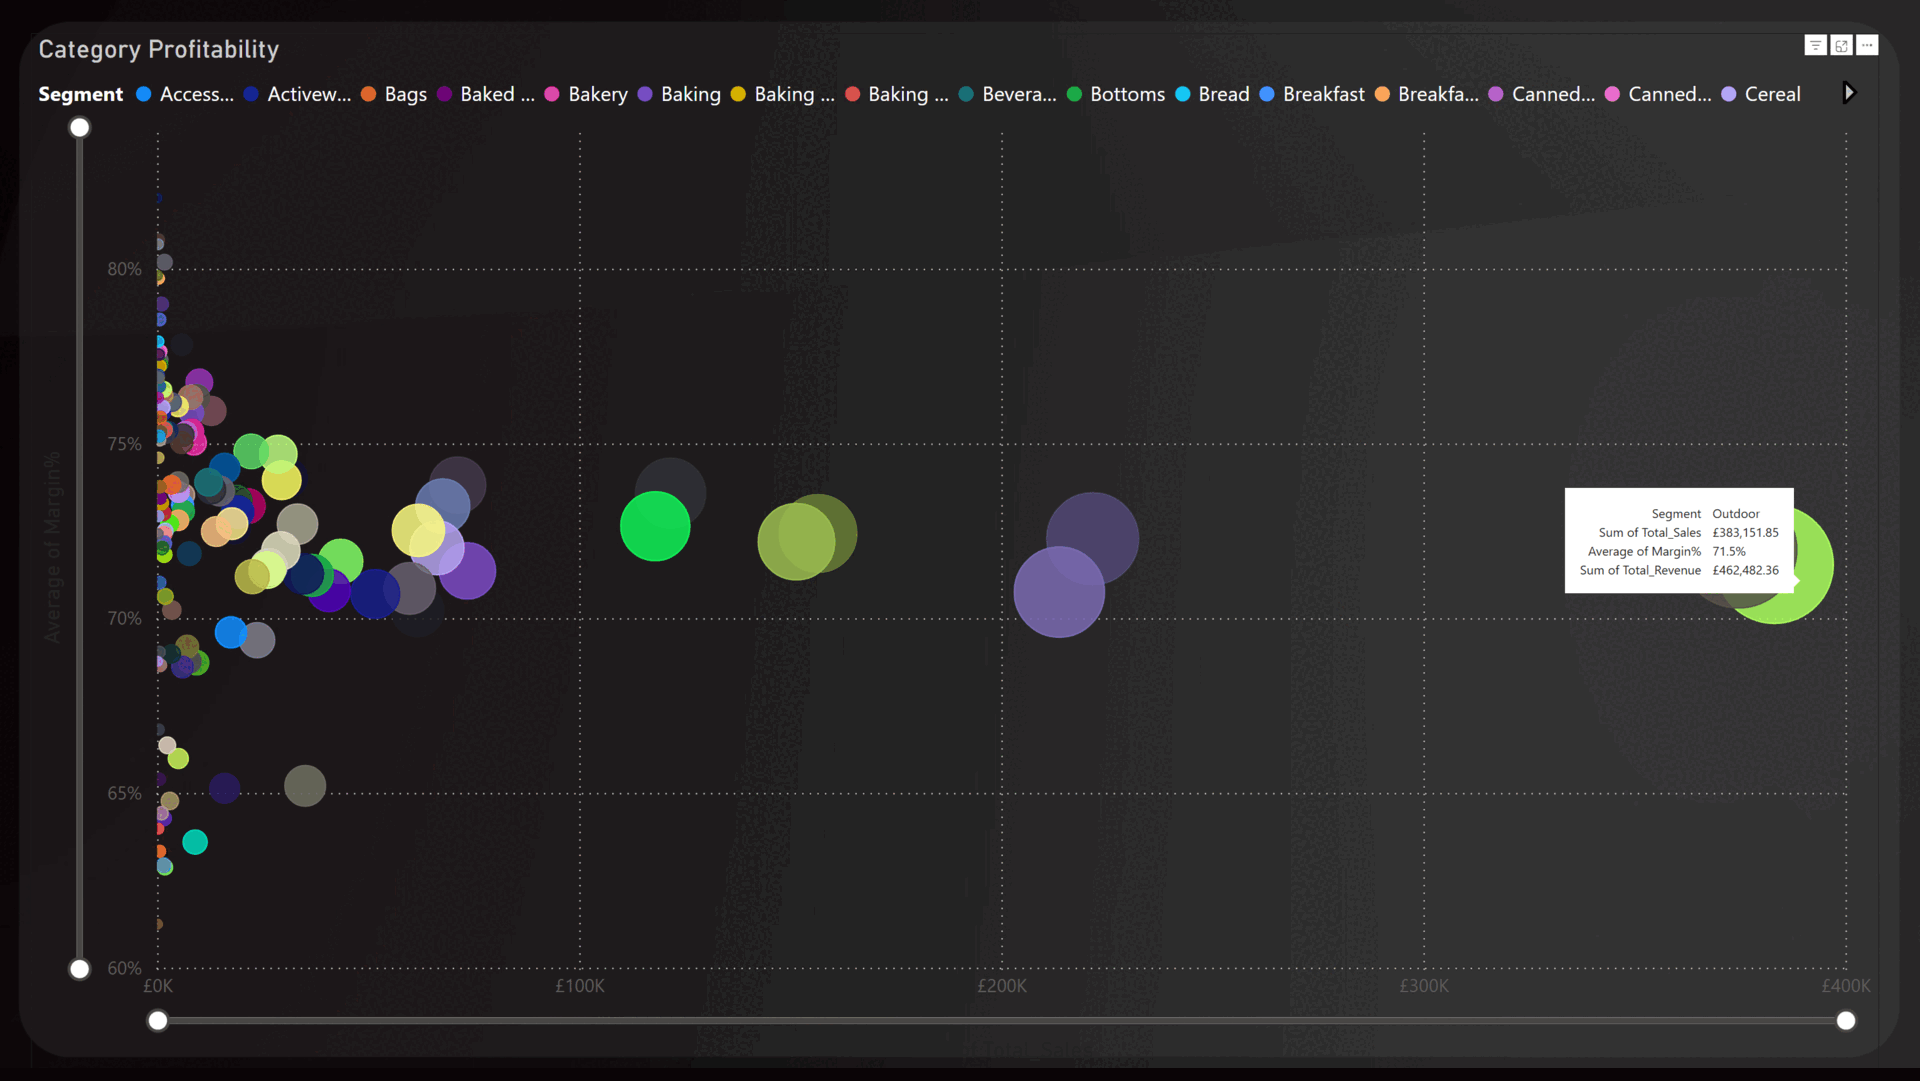 Category Profitability
Segment Access... Activew... Bags Baked ... Bakery Baking Baking ... Baking ... Bevera... Bottoms Bread Breakfast Breakfa... Canned... Canned... Cereal
Average of Margin%
80%
75%
70%
65%
60%
Segment Outdoor
Sum of Total_Sales £383,151.85
Average of Margin% 71.5%
Sum of Total_Revenue £462,482.36
£0K £100K £200K £300K £400K